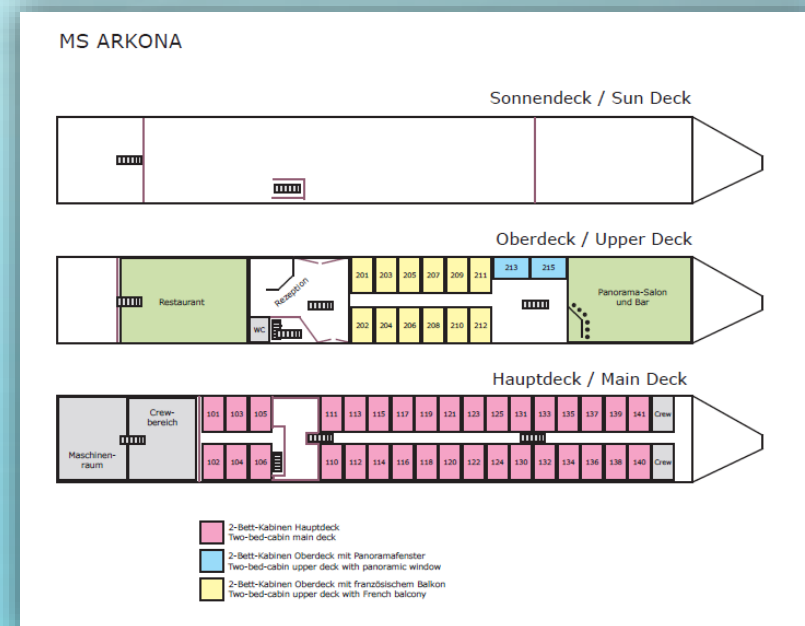 MS ARKONA
Sonnendeck / Sun Deck
Oberdeck / Upper Deck
201 203 205 207 209 211 213 215
Restaurant
Rezeption
Panorama-Salon
und Bar
WC
202 204 206 208 210 212
Hauptdeck / Main Deck
101 103 105 111 113 115 117 119 121 123 125 131 133 135 137 139 141 Crew
Crew-
bereich
Maschinen-
raum
102 104 106 110 112 114 116 118 120 122 124 130 132 134 136 138 140 Crew
2-Bett-Kabinen Hauptdeck
Two-bed-cabin main deck
2-Bett-Kabinen Oberdeck mit Panoramafenster
Two-bed-cabin upper deck with panoramic window
2-Bett-Kabinen Oberdeck mit französischem Balkon
Two-bed-cabin upper deck with French balcony